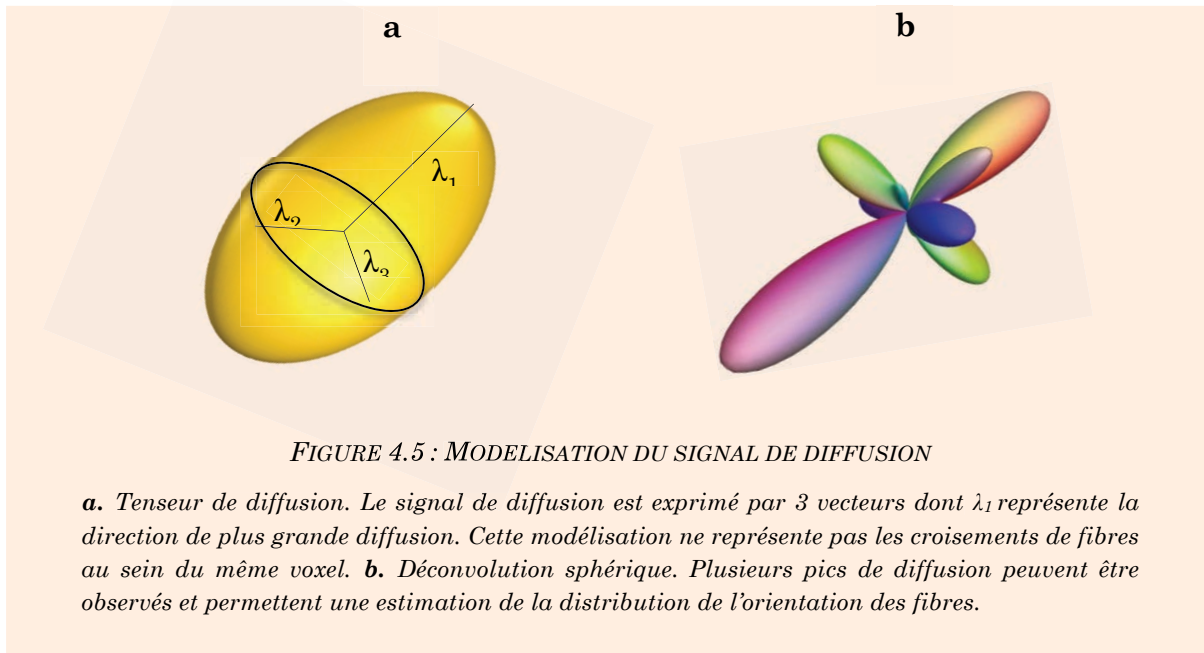 a
b
λ₁
λ₂
λ₃
FIGURE 4.5 : MODELISATION DU SIGNAL DE DIFFUSION
a. Tenseur de diffusion. Le signal de diffusion est exprimé par 3 vecteurs dont λ₁ représente la
direction de plus grande diffusion. Cette modélisation ne représente pas les croisements de fibres
au sein du même voxel. b. Déconvolution sphérique. Plusieurs pics de diffusion peuvent être
observés et permettent une estimation de la distribution de l'orientation des fibres.